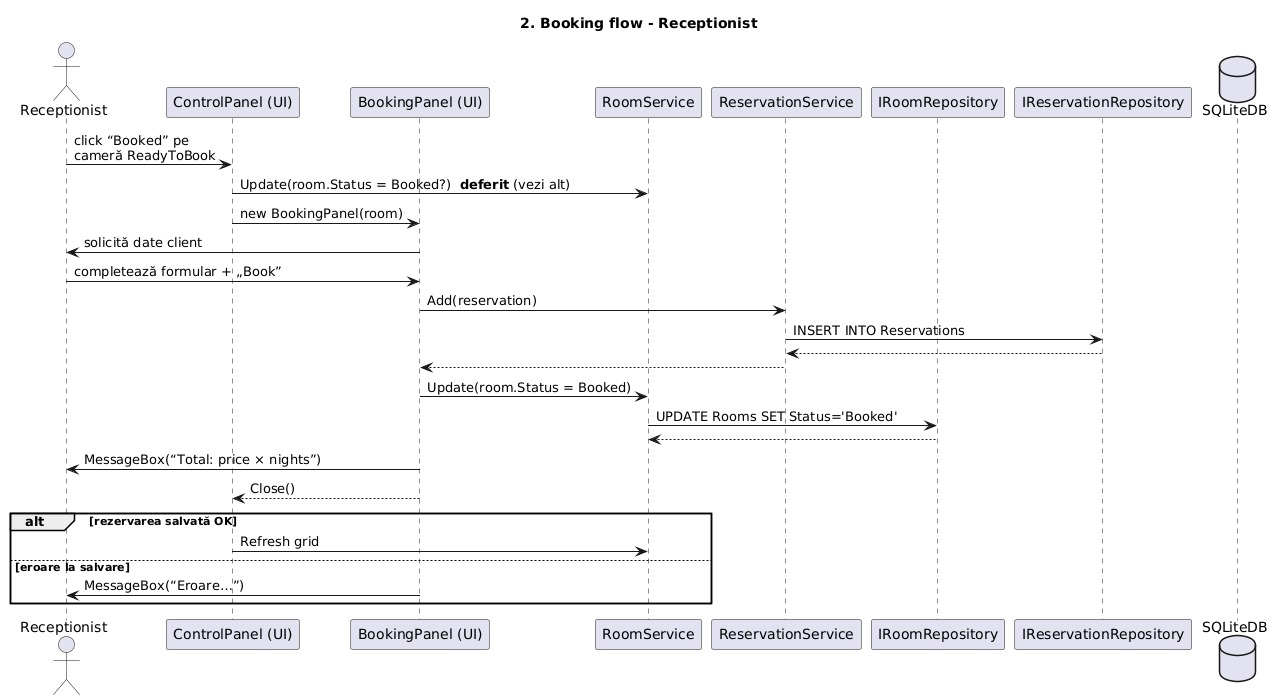 2. Booking flow - Receptionist
Receptionist
ControlPanel (UI)
BookingPanel (UI)
RoomService
ReservationService
IRoomRepository
IReservationRepository
SQLiteDB
click “Booked” pe
cameră ReadyToBook
Update(room.Status = Booked?)  deferit (vezi alt)
new BookingPanel(room)
solicită date client
completează formular + „Book”
Add(reservation)
INSERT INTO Reservations
Update(room.Status = Booked)
UPDATE Rooms SET Status='Booked'
MessageBox(“Total: price × nights”)
Close()
alt [rezervarea salvată OK]
Refresh grid
[eroare la salvare]
MessageBox(“Eroare…”)
Receptionist
ControlPanel (UI)
BookingPanel (UI)
RoomService
ReservationService
IRoomRepository
IReservationRepository
SQLiteDB